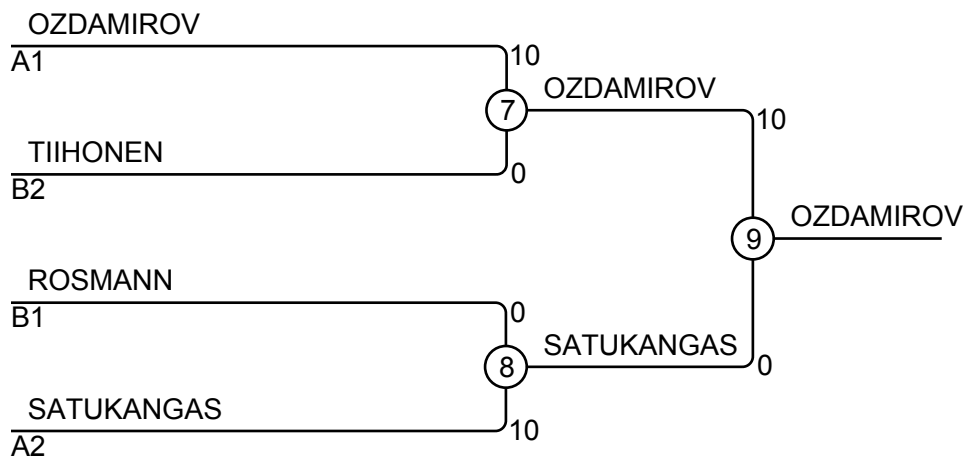 OZDAMIROV
A1
10
7
OZDAMIROV
10
TIIHONEN
B2
0
9
OZDAMIROV
ROSMANN
B1
0
8
SATUKANGAS
0
SATUKANGAS
A2
10